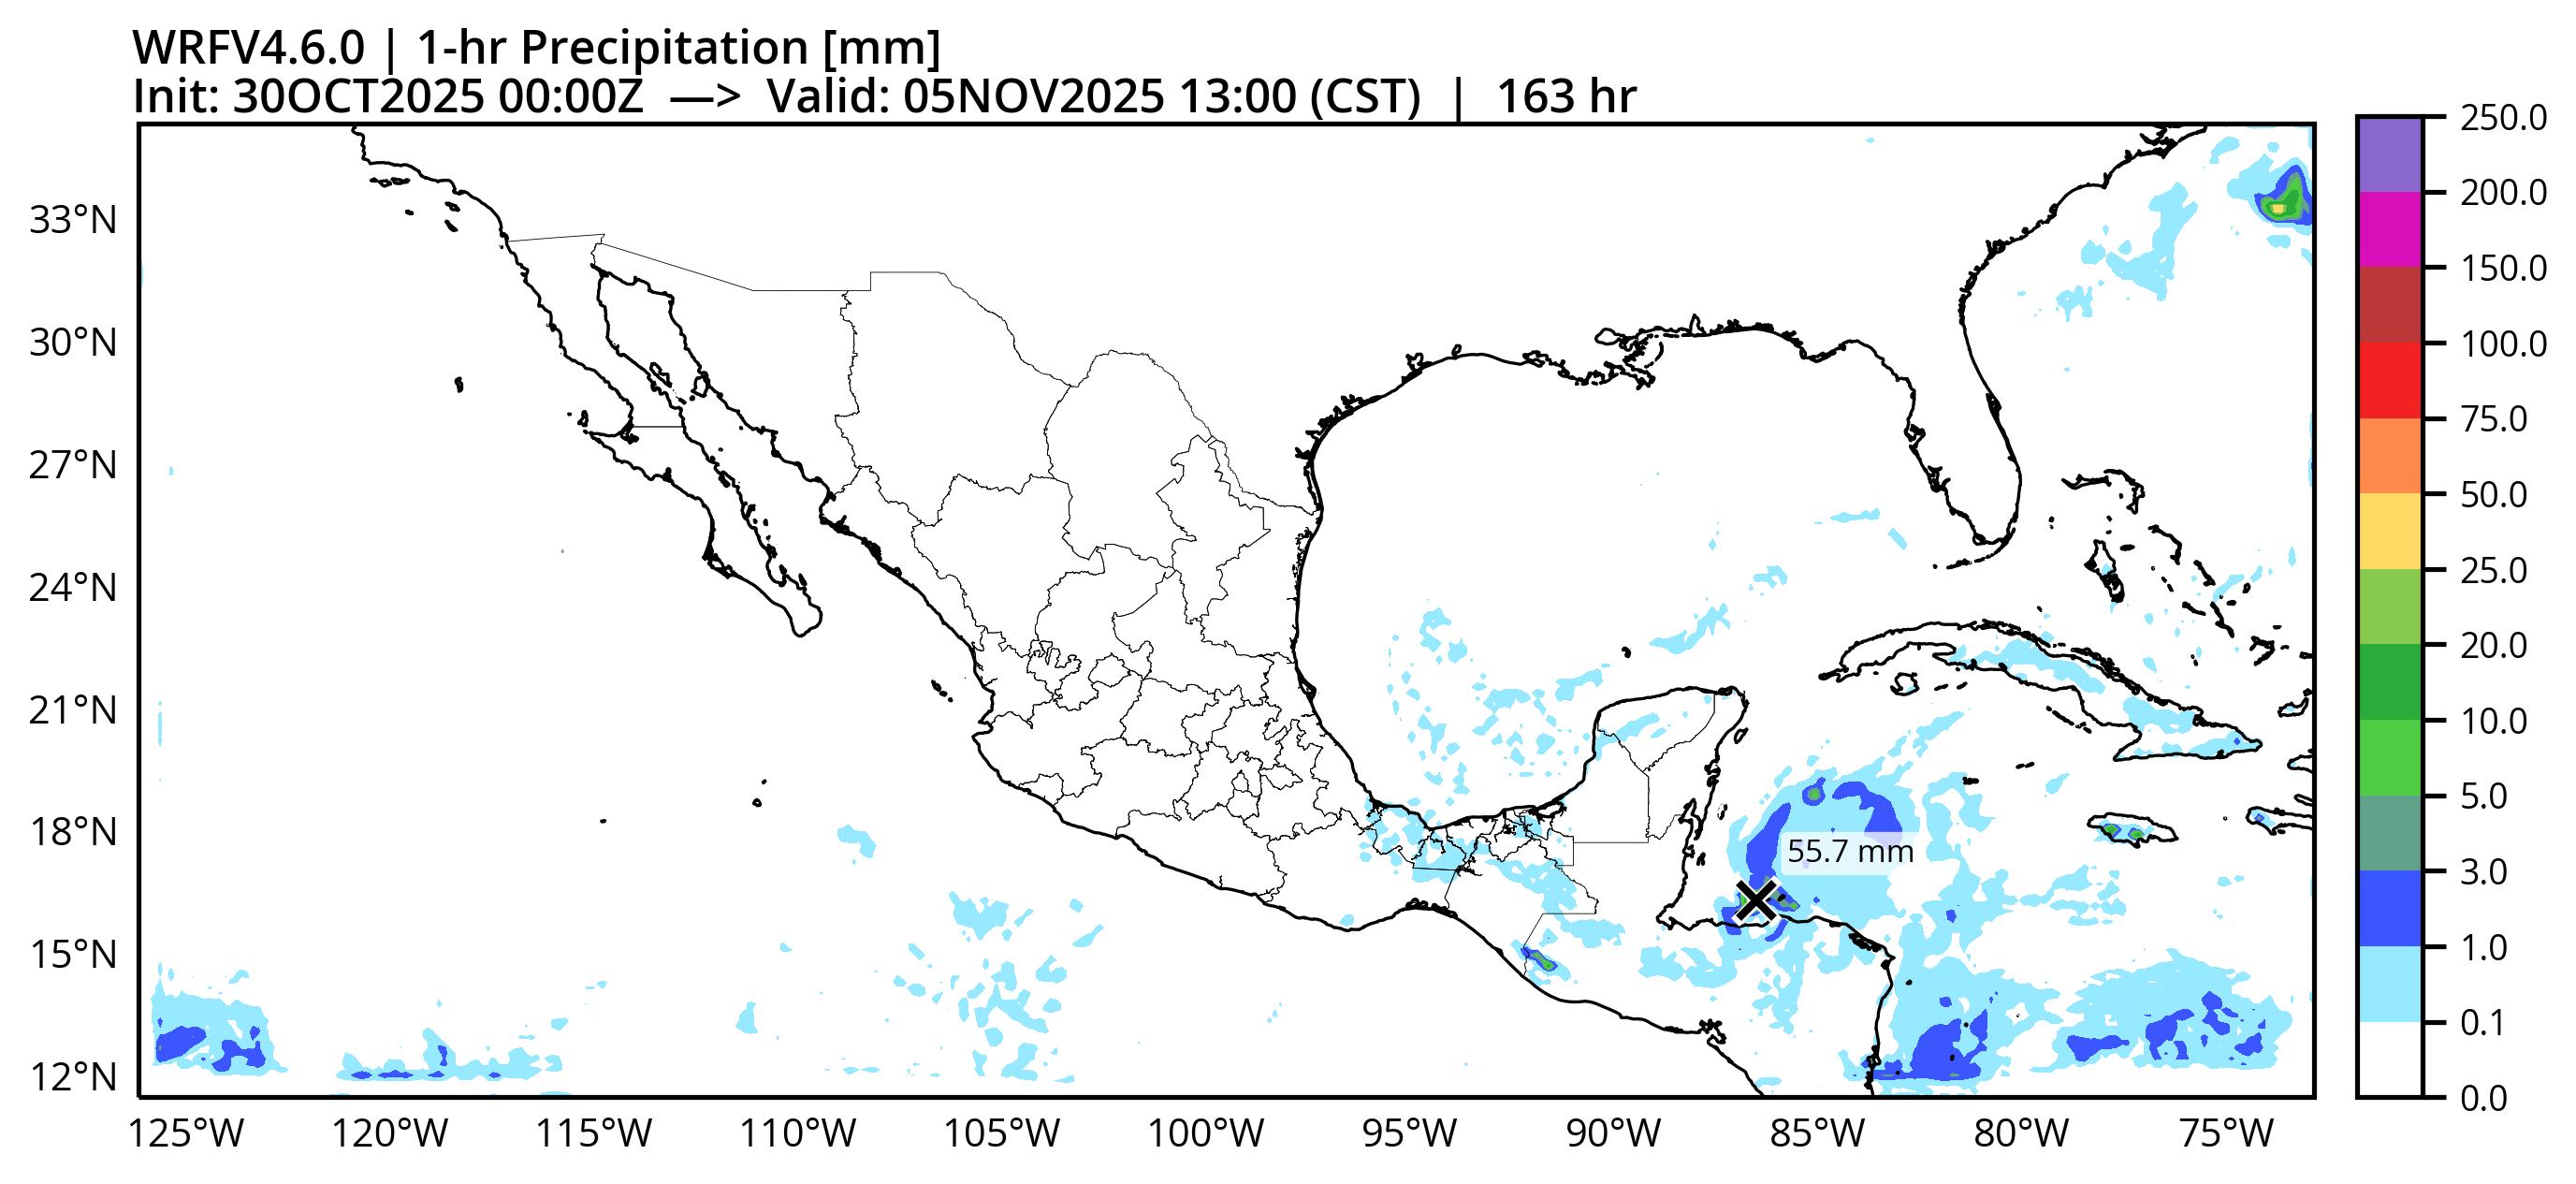 WRFV4.6.0 | 1-hr Precipitation [mm]
Init: 30OCT2025 00:00Z —> Valid: 05NOV2025 13:00 (CST) | 163 hr
250.0
200.0
150.0
100.0
75.0
50.0
25.0
20.0
10.0
5.0
3.0
1.0
0.1
0.0
33°N
30°N
27°N
24°N
21°N
18°N
15°N
12°N
55.7 mm
125°W 120°W 115°W 110°W 105°W 100°W 95°W 90°W 85°W 80°W 75°W